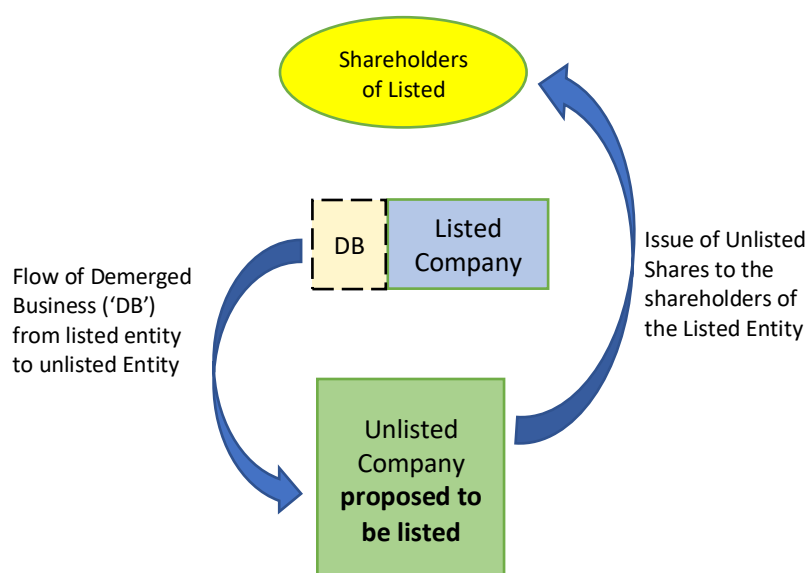 Shareholders
of Listed
DB
Listed
Company
Flow of Demerged
Business (‘DB’)
from listed entity
to unlisted Entity
Issue of Unlisted
Shares to the
shareholders of
the Listed Entity
Unlisted
Company
proposed to
be listed